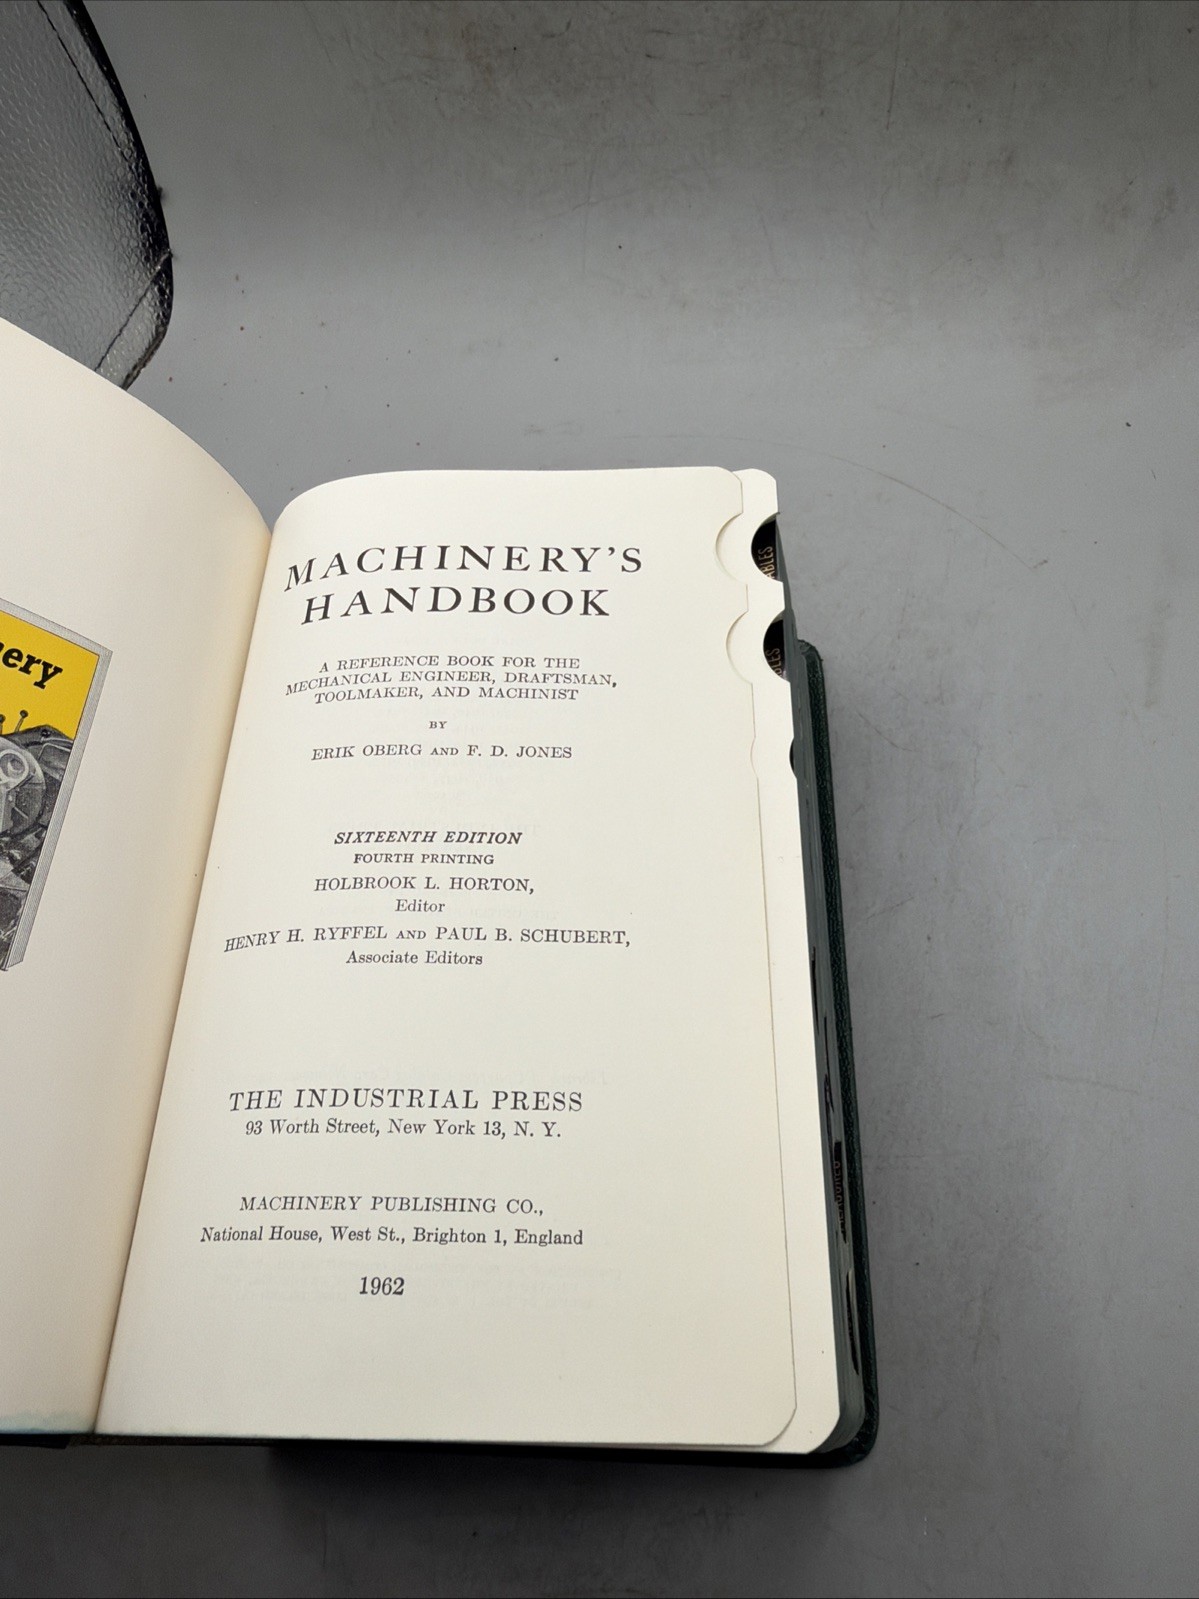 MACHINERY'S
HANDBOOK
A REFERENCE BOOK FOR THE
MECHANICAL ENGINEER, DRAFTSMAN,
TOOLMAKER, AND MACHINIST
BY
ERIK OBERG AND F. D. JONES
SIXTEENTH EDITION
FOURTH PRINTING
HOLBROOK L. HORTON,
Editor
HENRY H. RYFFEL AND PAUL B. SCHUBERT,
Associate Editors
THE INDUSTRIAL PRESS
93 Worth Street, New York 13, N. Y.
MACHINERY PUBLISHING CO.,
National House, West St., Brighton 1, England
1962